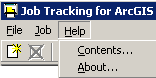 Job Tracking for ArcGIS
File Job Help
Contents...
About...